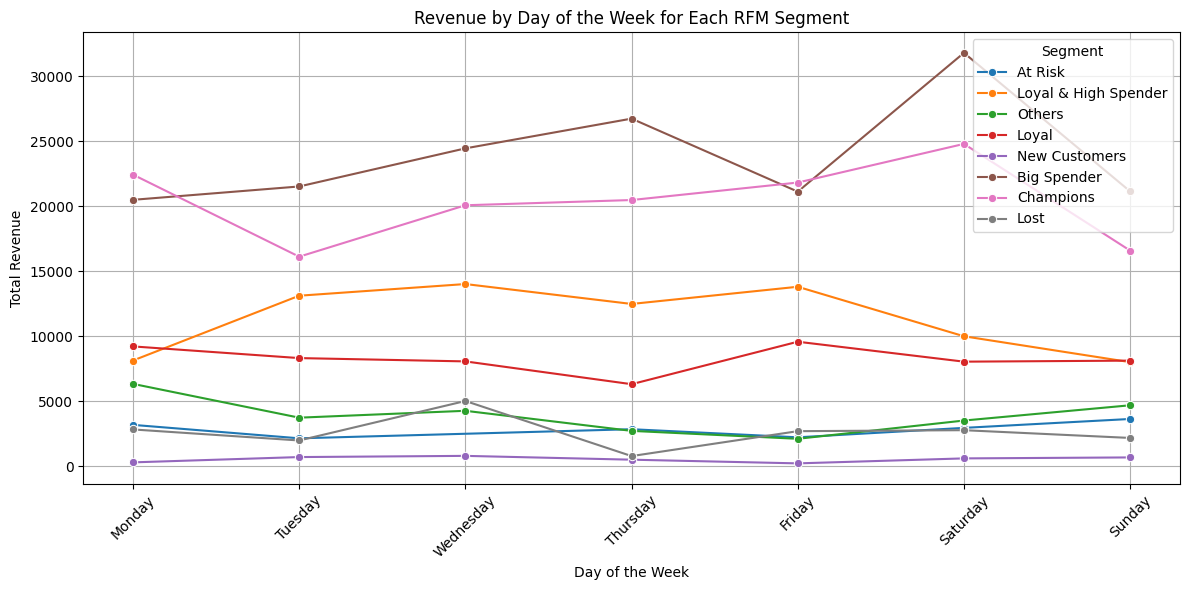 Revenue by Day of the Week for Each RFM Segment
Total Revenue
30000
25000
20000
15000
10000
5000
0
Segment
At Risk
Loyal & High Spender
Others
Loyal
New Customers
Big Spender
Champions
Lost
Monday
Tuesday
Wednesday
Thursday
Friday
Saturday
Sunday
Day of the Week